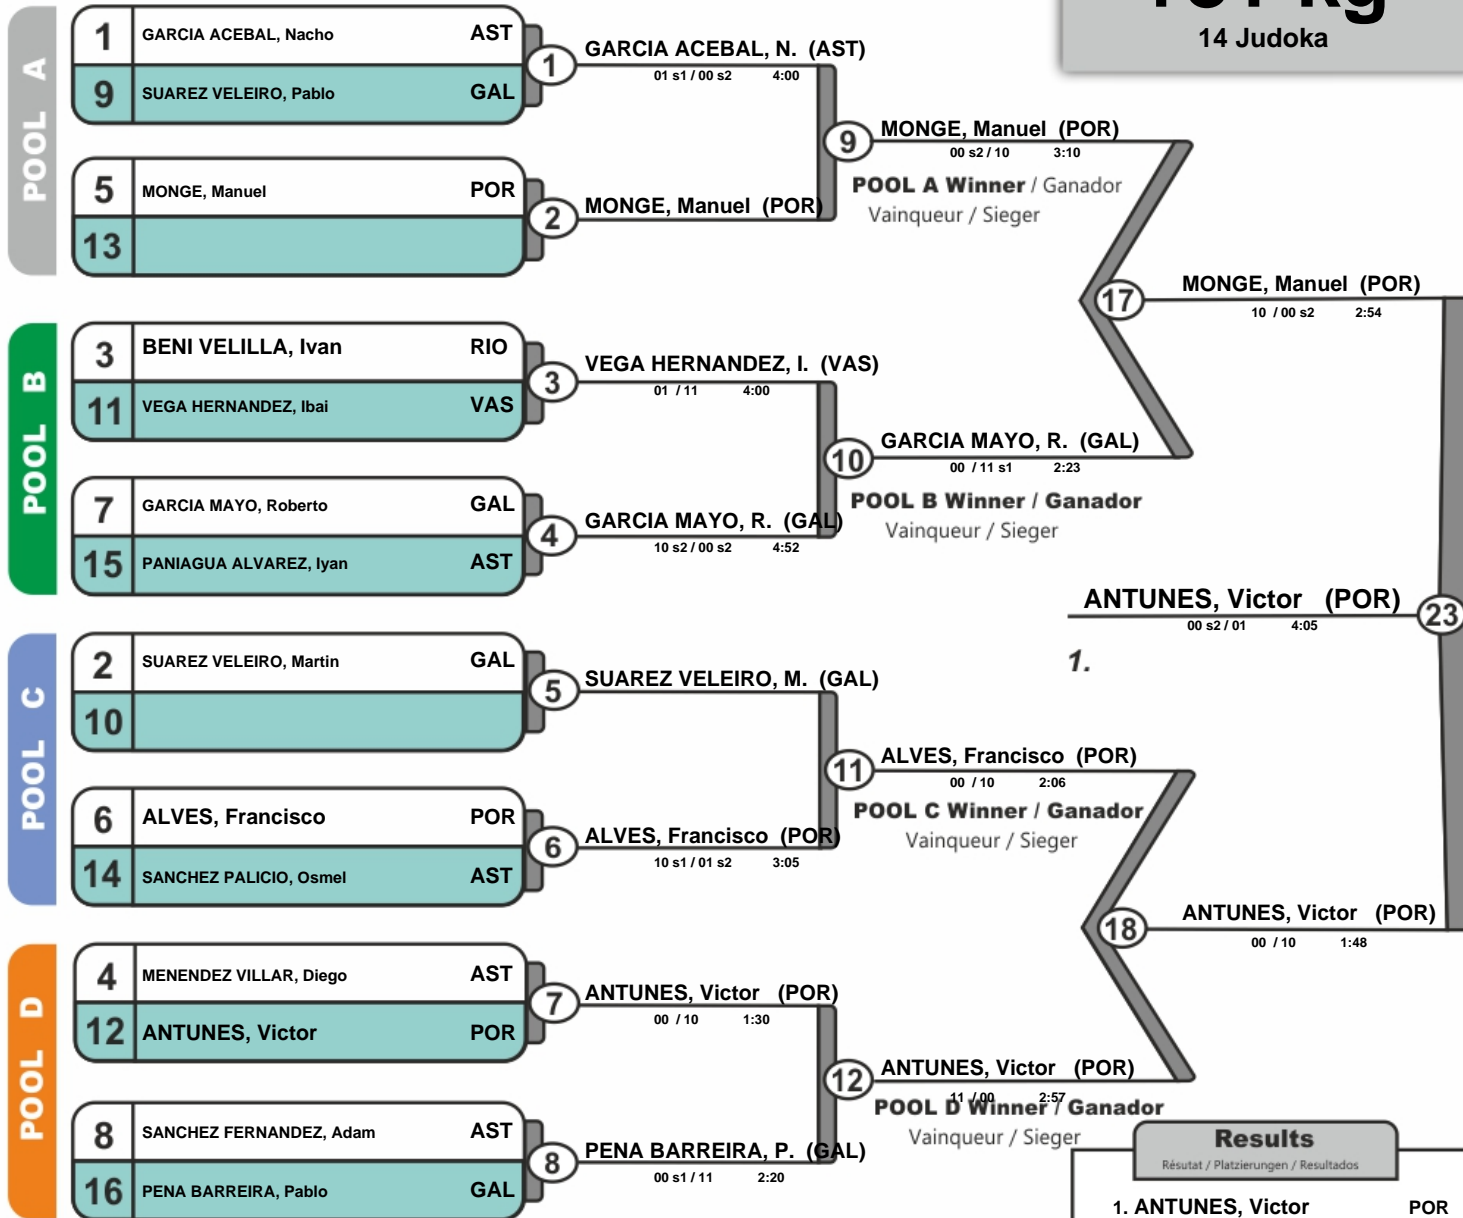 14 Judoka
POOL A
1 GARCIA ACEBAL, Nacho AST
9 SUAREZ VELEIRO, Pablo GAL
1
GARCIA ACEBAL, N. (AST)
01 s1 / 00 s2 4:00
5 MONGE, Manuel POR
13
2
MONGE, Manuel (POR)
9
MONGE, Manuel (POR)
00 s2 / 10 3:10
POOL A Winner / Ganador
Vainqueur / Sieger
POOL B
3 BENI VELILLA, Ivan RIO
11 VEGA HERNANDEZ, Ibai VAS
3
VEGA HERNANDEZ, I. (VAS)
01 / 11 4:00
7 GARCIA MAYO, Roberto GAL
15 PANIAGUA ALVAREZ, Iyan AST
4
GARCIA MAYO, R. (GAL)
10 s2 / 00 s2 4:52
10
GARCIA MAYO, R. (GAL)
00 / 11 s1 2:23
POOL B Winner / Ganador
Vainqueur / Sieger
17
MONGE, Manuel (POR)
10 / 00 s2 2:54
ANTUNES, Victor (POR)
00 s2 / 01 4:05
23
1.
POOL C
2 SUAREZ VELEIRO, Martin GAL
10
5
SUAREZ VELEIRO, M. (GAL)
6 ALVES, Francisco POR
14 SANCHEZ PALICIO, Osmel AST
6
ALVES, Francisco (POR)
10 s1 / 01 s2 3:05
11
ALVES, Francisco (POR)
00 / 10 2:06
POOL C Winner / Ganador
Vainqueur / Sieger
18
ANTUNES, Victor (POR)
00 / 10 1:48
POOL D
4 MENENDEZ VILLAR, Diego AST
12 ANTUNES, Victor POR
7
ANTUNES, Victor (POR)
00 / 10 1:30
8 SANCHEZ FERNANDEZ, Adam AST
16 PENA BARREIRA, Pablo GAL
8
PENA BARREIRA, P. (GAL)
00 s1 / 11 2:20
12
ANTUNES, Victor (POR)
11 / 00 2:57
POOL D Winner / Ganador
Vainqueur / Sieger
Results
Résutat / Platzierungen / Resultados
1. ANTUNES, Victor POR